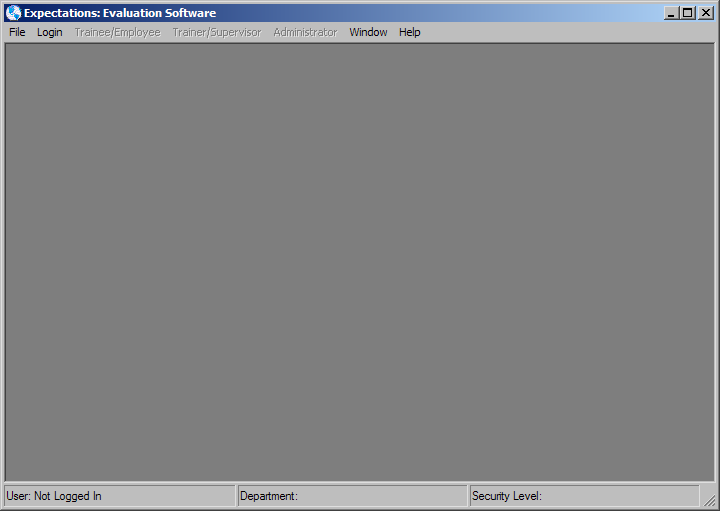 Expectations: Evaluation Software
File Login Trainee/Employee Trainer/Supervisor Administrator Window Help
User: Not Logged In Department: Security Level: